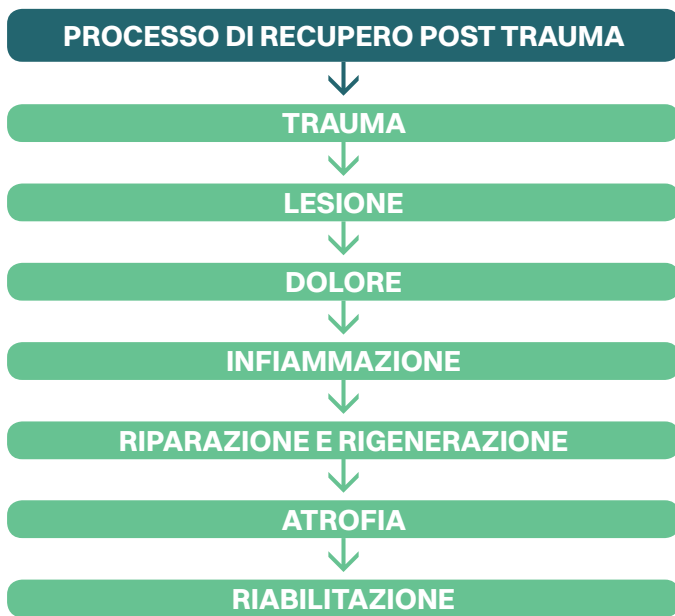 PROCESSO DI RECUPERO POST TRAUMA
TRAUMA
LESIONE
DOLORE
INFIAMMAZIONE
RIPARAZIONE E RIGENERAZIONE
ATROFIA
RIABILITAZIONE